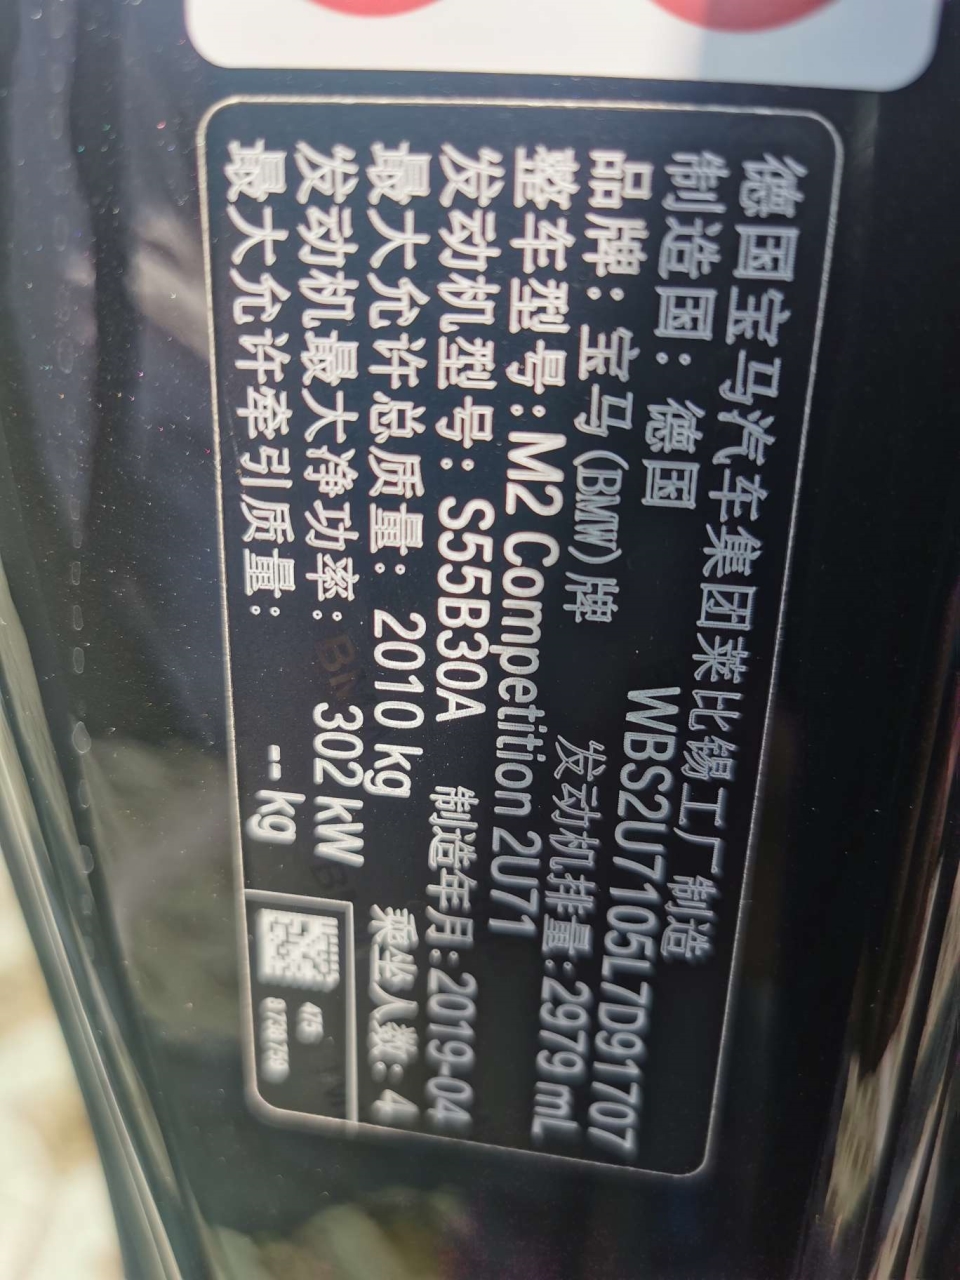 德国宝马汽车集团莱比锡工厂制造
制造国：德国 WBS2U7105L7D91707
品牌：宝马(BMW)牌 发动机排量：2979 mL
整车型号：M2 Competition 2U71
发动机型号：S55B30A 制造年月：2019-04
最大允许总质量：2010 kg 乘坐人数：4
发动机最大净功率：302 kW
最大允许牵引质量： -- kg